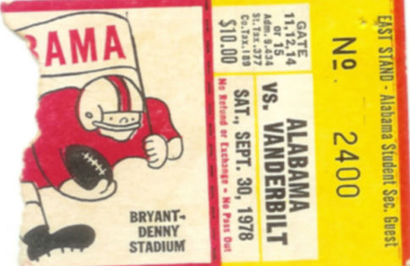 BAMA
BRYANT-
DENNY
STADIUM
GATE
11,12,14
or 15
Adm. 9.434
St.Tax .377
Co.Tax .189
$10.00
ALABAMA
vs. VANDERBILT
SAT., SEPT. 30, 1978
No Refund or Exchange - No Pass Out
EAST STAND - Alabama Student Sec. Guest
No 2400